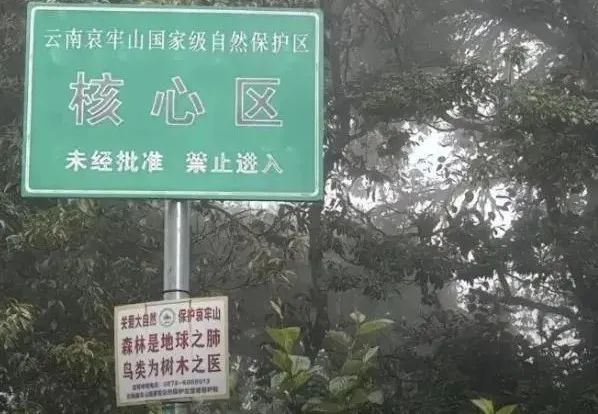 云南哀牢山国家级自然保护区
核心区
未经批准 禁止进入
关爱大自然 保护哀牢山
森林是地球之肺
鸟类为树木之医